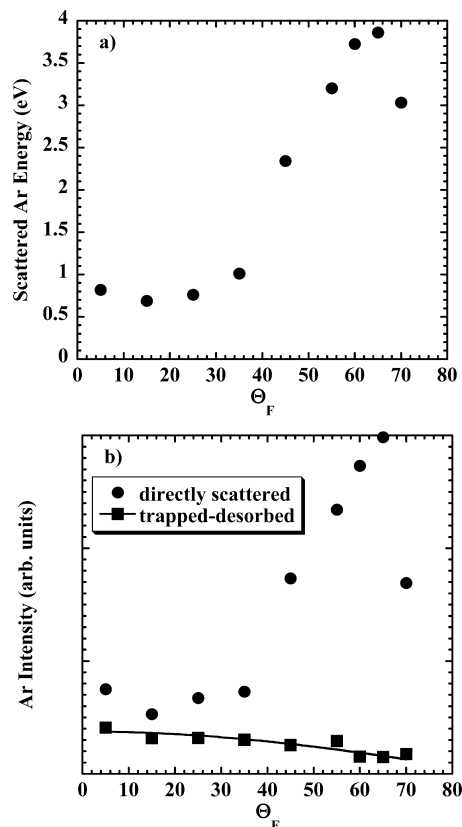 a)
Scattered Ar Energy (eV)
4
3.5
3
2.5
2
1.5
1
0.5
0
0 10 20 30 40 50 60 70 80
Θ_F
b)
directly scattered
trapped-desorbed
Ar Intensity (arb. units)
0 10 20 30 40 50 60 70 80
Θ_F